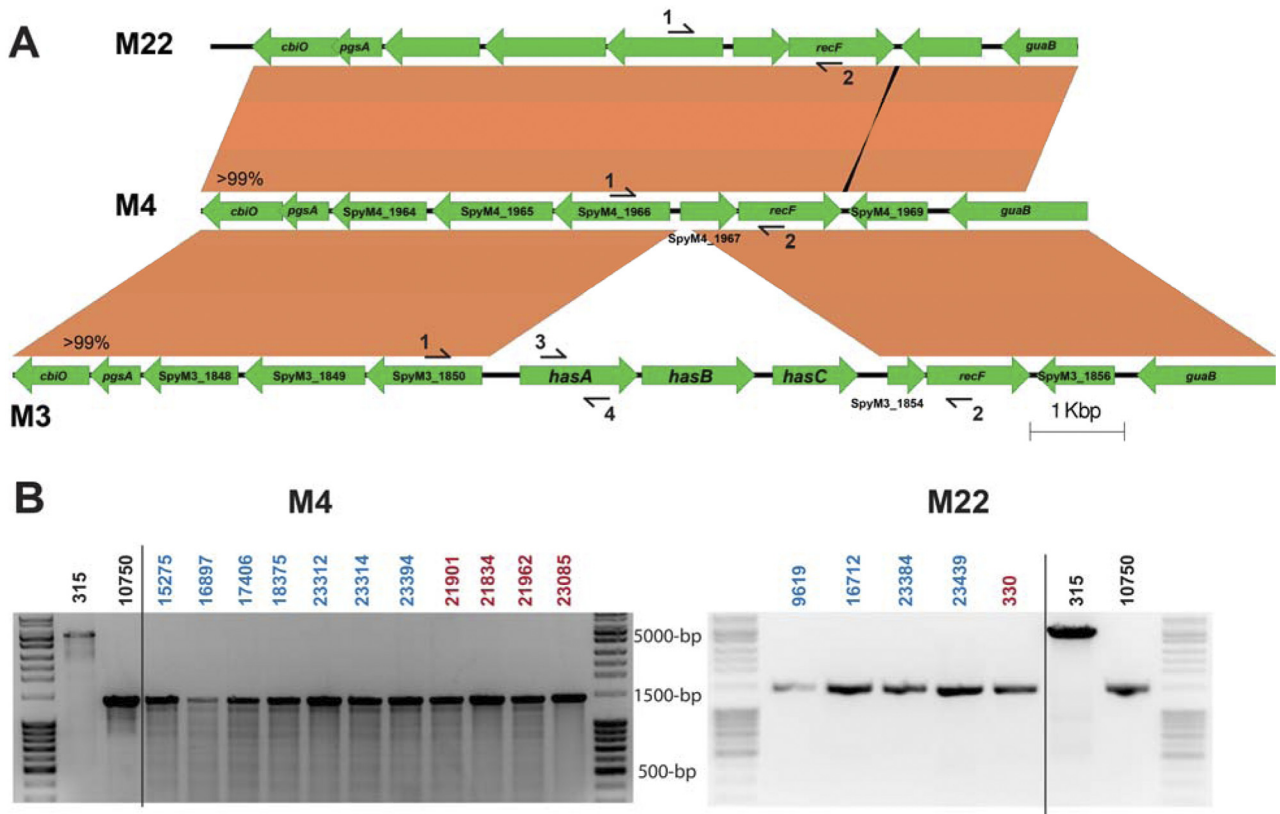 A
M22
cbiO pgsA recF guaB
1
2
>99%
M4
cbiO pgsA SpyM4_1964 SpyM4_1965 SpyM4_1966 recF SpyM4_1969 guaB
1
SpyM4_1967
2
>99%
1
3
cbiO pgsA SpyM3_1848 SpyM3_1849 SpyM3_1850 hasA hasB hasC recF SpyM3_1856 guaB
M3
4
SpyM3_1854
2
1 Kbp
B
M4
M22
315 10750 15275 16897 17406 18375 23312 23314 23394 21901 21834 21962 23085
9619 16712 23384 23439 330 315 10750
5000-bp
1500-bp
500-bp